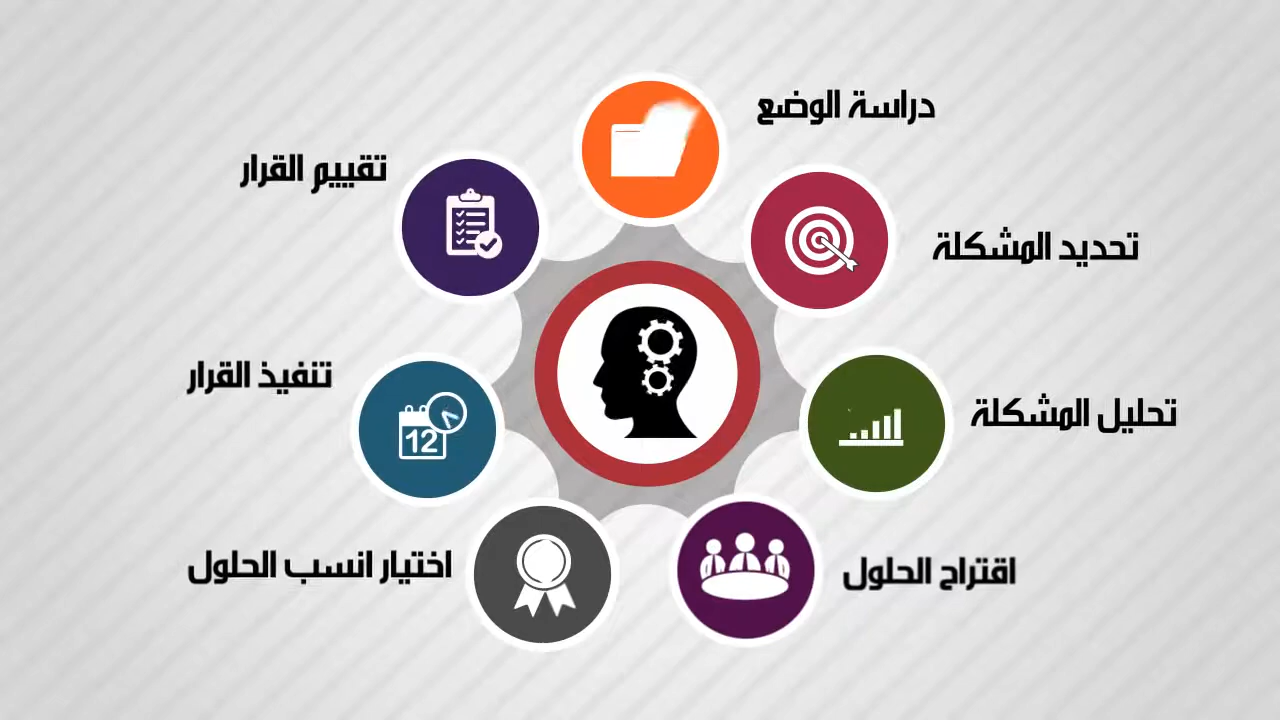 دراسة الوضع
تحديد المشكلة
تحليل المشكلة
اقتراح الحلول
اختيار انسب الحلول
تنفيذ القرار
12
تقييم القرار